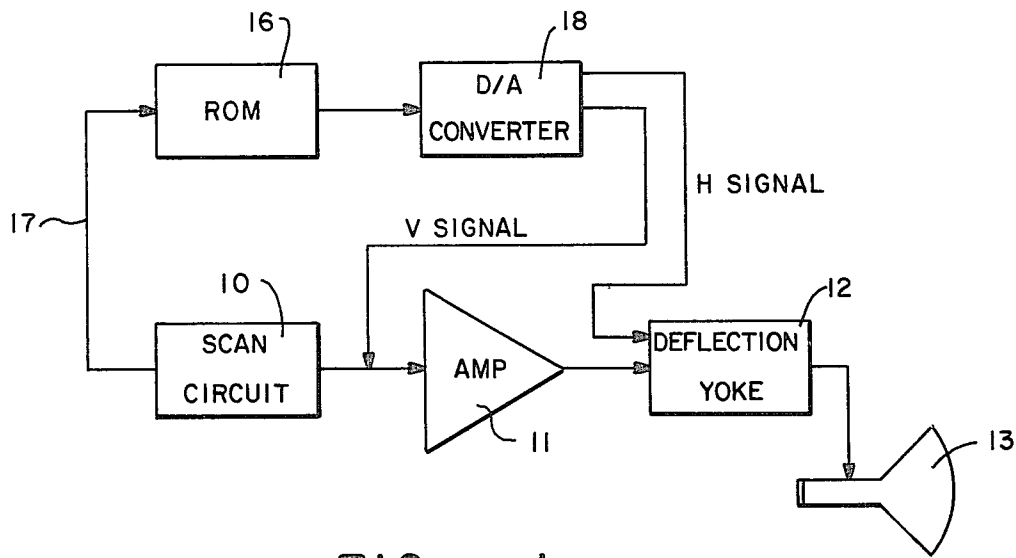 16
18
ROM
D/A
CONVERTER
H SIGNAL
17
V SIGNAL
10
12
SCAN
CIRCUIT
AMP
DEFLECTION
YOKE
11
13